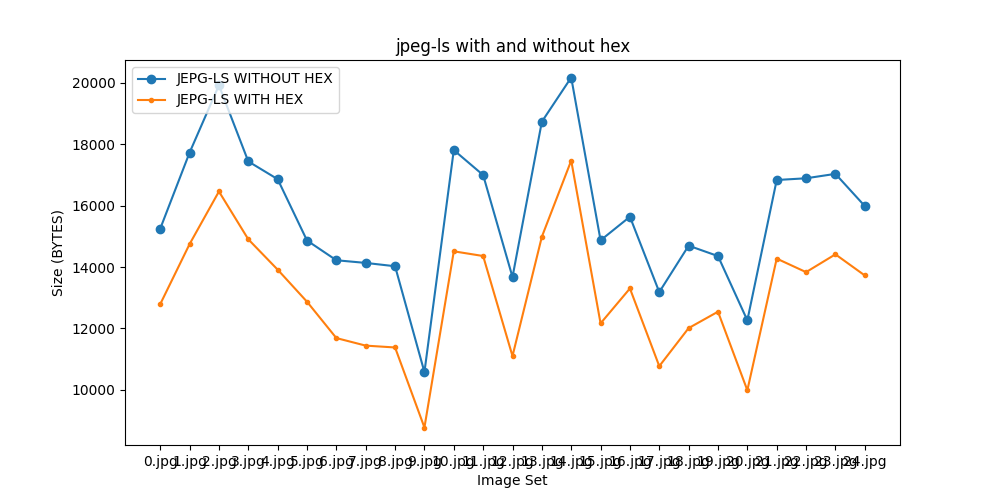 jpeg-ls with and without hex
JEPG-LS WITHOUT HEX
JEPG-LS WITH HEX
Size (BYTES)
20000
18000
16000
14000
12000
10000
0.jpg 1.jpg 2.jpg 3.jpg 4.jpg 5.jpg 6.jpg 7.jpg 8.jpg 9.jpg 10.jpg 11.jpg 12.jpg 13.jpg 14.jpg 15.jpg 16.jpg 17.jpg 18.jpg 19.jpg 20.jpg 21.jpg 22.jpg 23.jpg 24.jpg
Image Set